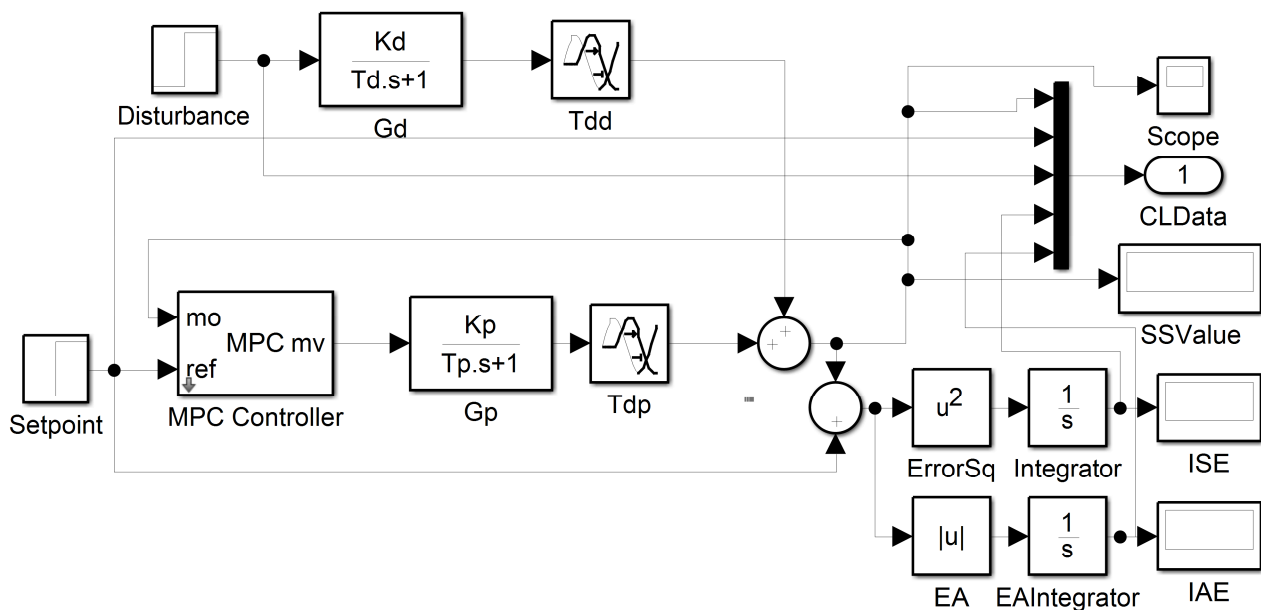 Disturbance
Kd
Td.s+1
Gd
Tdd
Scope
1
CLData
SSValue
Setpoint
mo
MPC mv
ref
MPC Controller
Kp
Tp.s+1
Gp
Tdp
+
+
+
u2
ErrorSq
1
s
Integrator
ISE
|u|
EA
1
s
EAIntegrator
IAE